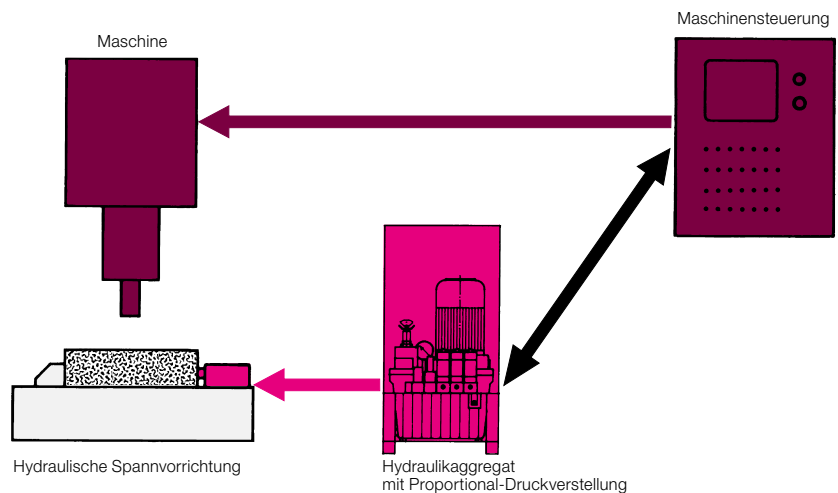 Maschinensteuerung
Maschine
Hydraulische Spannvorrichtung
Hydraulikaggregat
mit Proportional-Druckverstellung